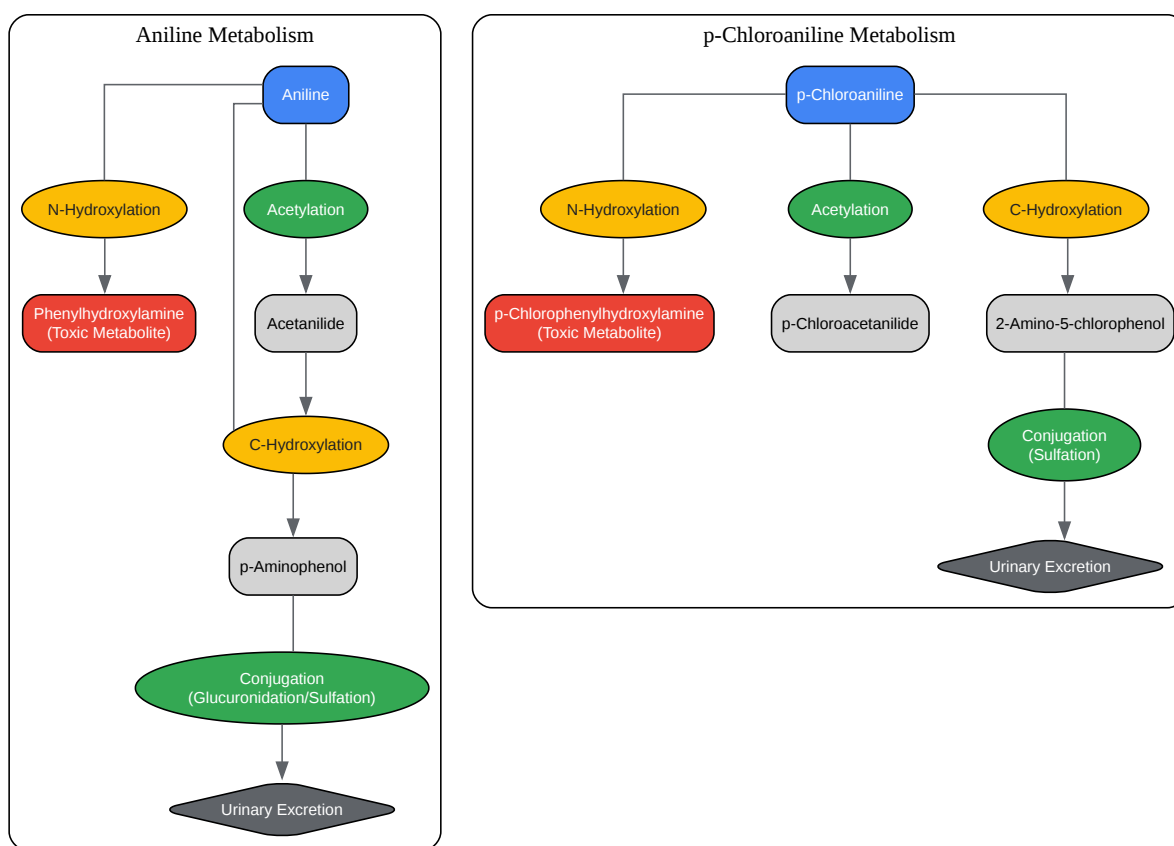 Aniline Metabolism
Aniline
N-Hydroxylation
Acetylation
Phenylhydroxylamine
(Toxic Metabolite)
Acetanilide
C-Hydroxylation
p-Aminophenol
Conjugation
(Glucuronidation/Sulfation)
Urinary Excretion
p-Chloroaniline Metabolism
p-Chloroaniline
N-Hydroxylation
Acetylation
C-Hydroxylation
p-Chlorophenylhydroxylamine
(Toxic Metabolite)
p-Chloroacetanilide
2-Amino-5-chlorophenol
Conjugation
(Sulfation)
Urinary Excretion